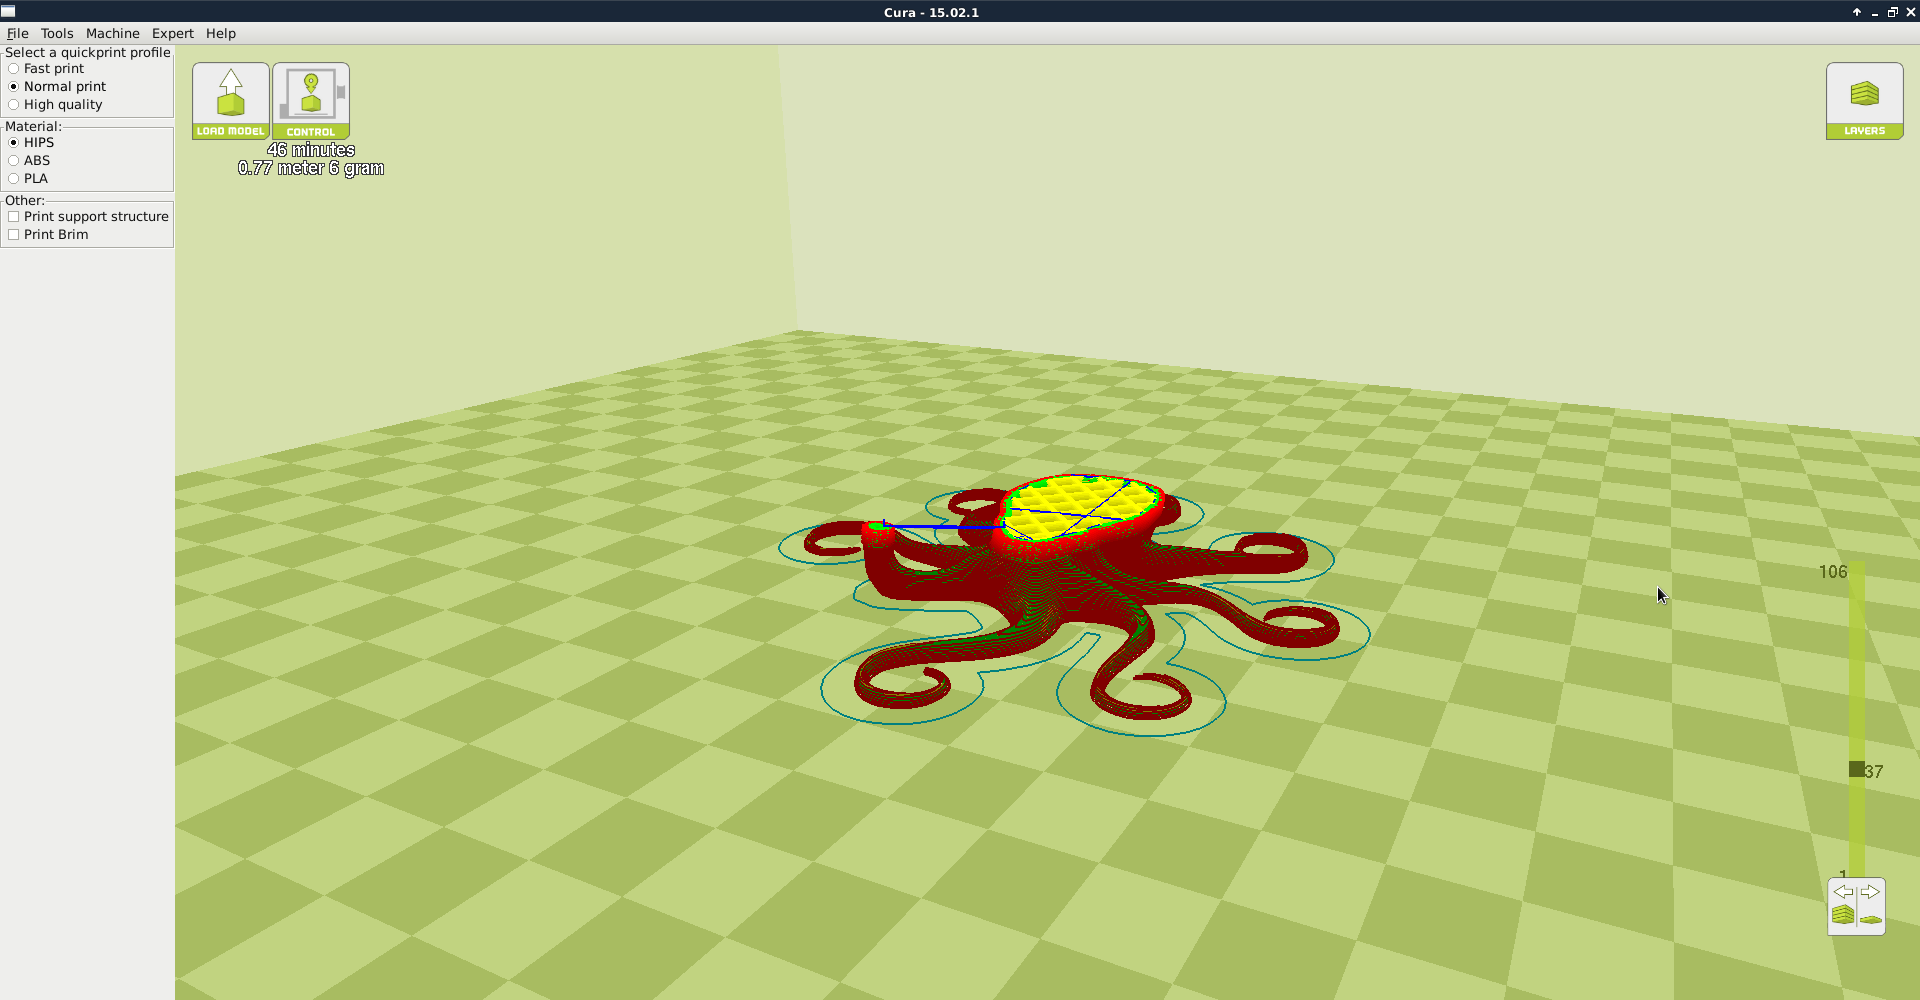 Cura - 15.02.1
File Tools Machine Expert Help
Select a quickprint profile
Fast print
Normal print
High quality
Material:
HIPS
ABS
PLA
Other:
Print support structure
Print Brim
LOAD MODEL
CONTROL
46 minutes
0.77 meter 6 gram
LAYERS
106
37
1